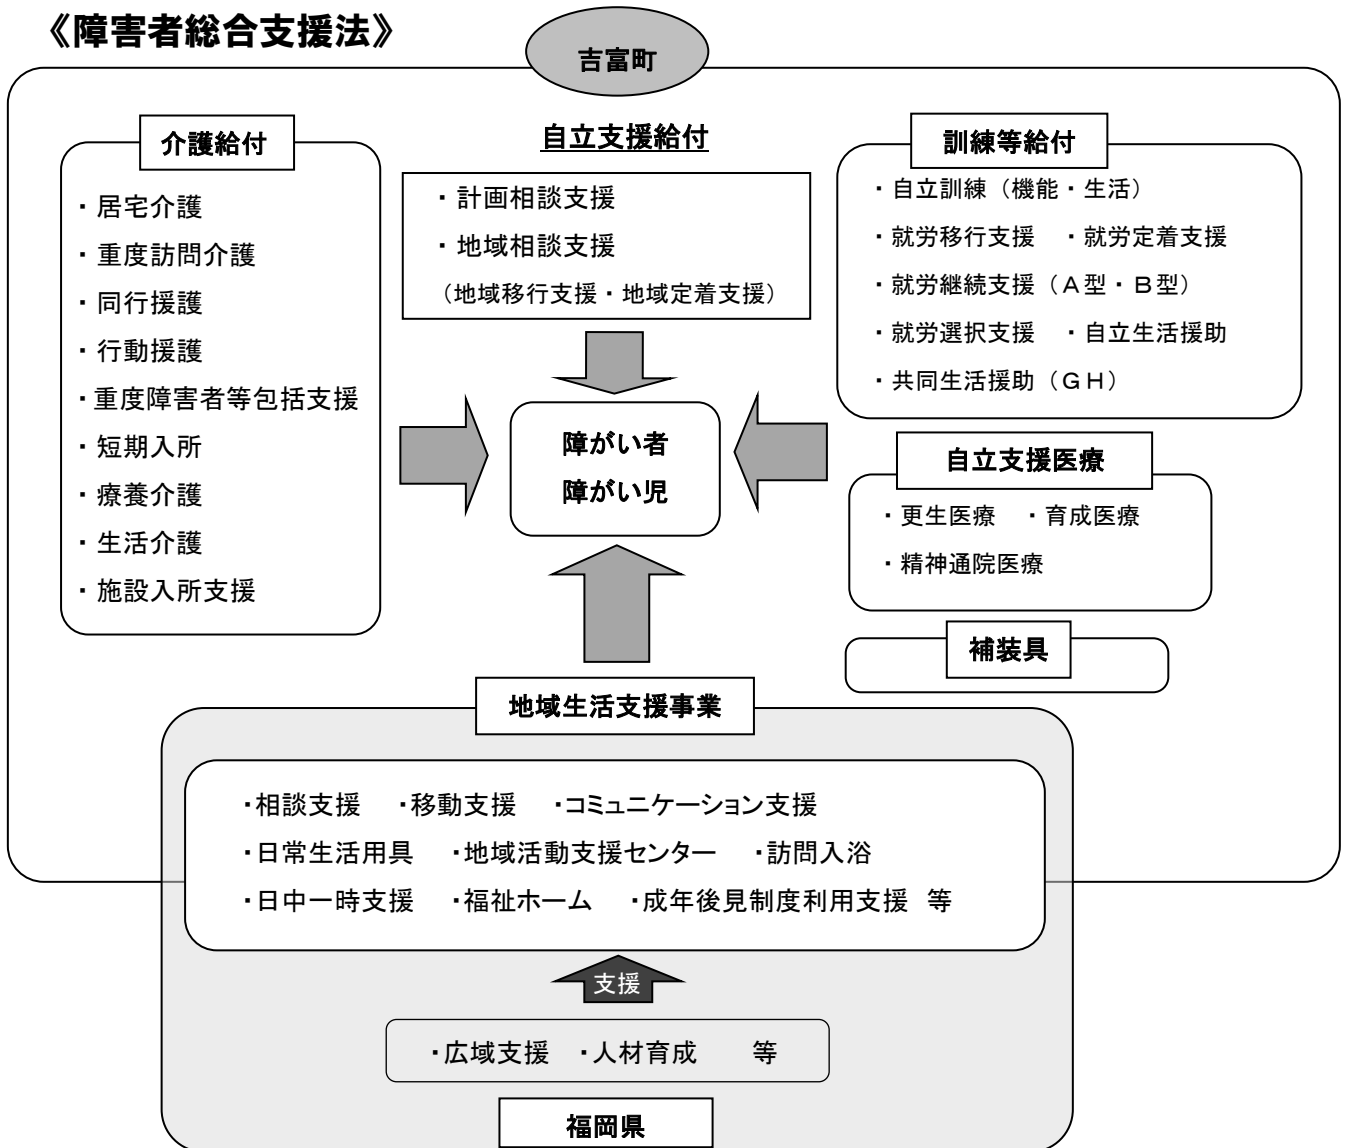 《障害者総合支援法》
吉富町
介護給付
・居宅介護
・重度訪問介護
・同行援護
・行動援護
・重度障害者等包括支援
・短期入所
・療養介護
・生活介護
・施設入所支援
自立支援給付
・計画相談支援
・地域相談支援
（地域移行支援・地域定着支援）
訓練等給付
・自立訓練（機能・生活）
・就労移行支援　・就労定着支援
・就労継続支援（Ａ型・Ｂ型）
・就労選択支援　・自立生活援助
・共同生活援助（ＧＨ）
障がい者
障がい児
自立支援医療
・更生医療　・育成医療
・精神通院医療
補装具
地域生活支援事業
・相談支援　・移動支援　・コミュニケーション支援
・日常生活用具　・地域活動支援センター　・訪問入浴
・日中一時支援　・福祉ホーム　・成年後見制度利用支援　等
支援
・広域支援　・人材育成　　等
福岡県